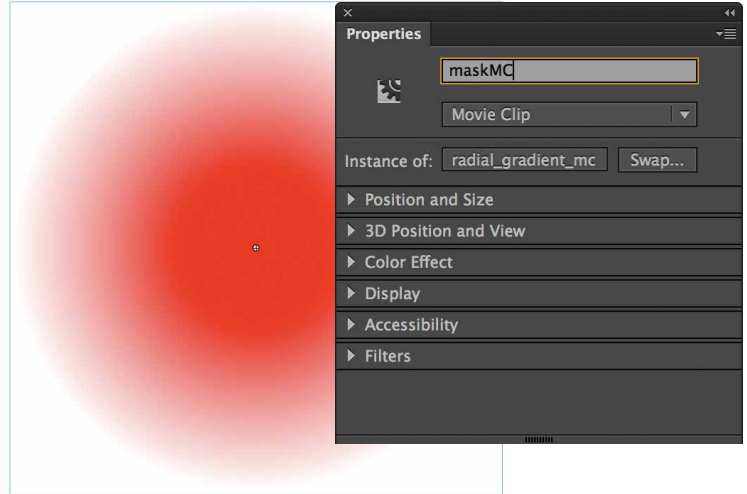 Properties
maskMC
Movie Clip
Instance of: radial_gradient_mc Swap...
Position and Size
3D Position and View
Color Effect
Display
Accessibility
Filters